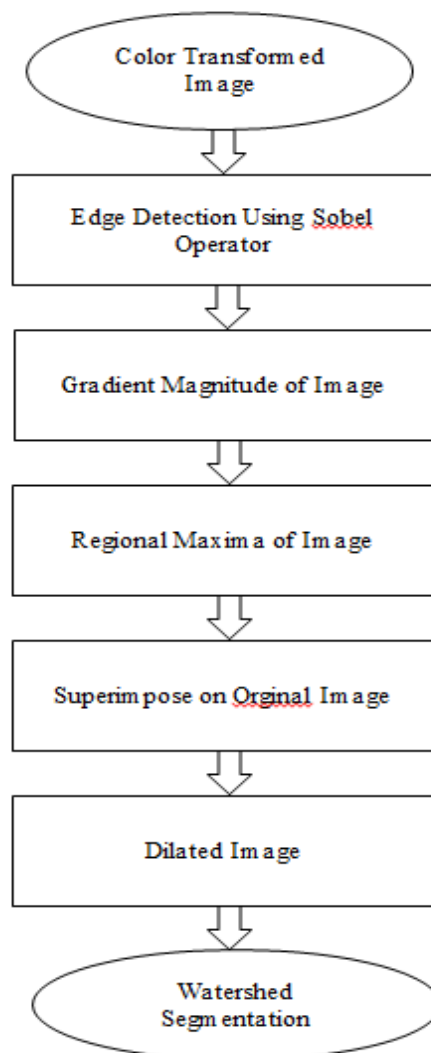 Color Transformed
Image
Edge Detection Using Sobel
Operator
Gradient Magnitude of Image
Regional Maxima of Image
Superimpose on Orginal Image
Dilated Image
Watershed
Segmentation